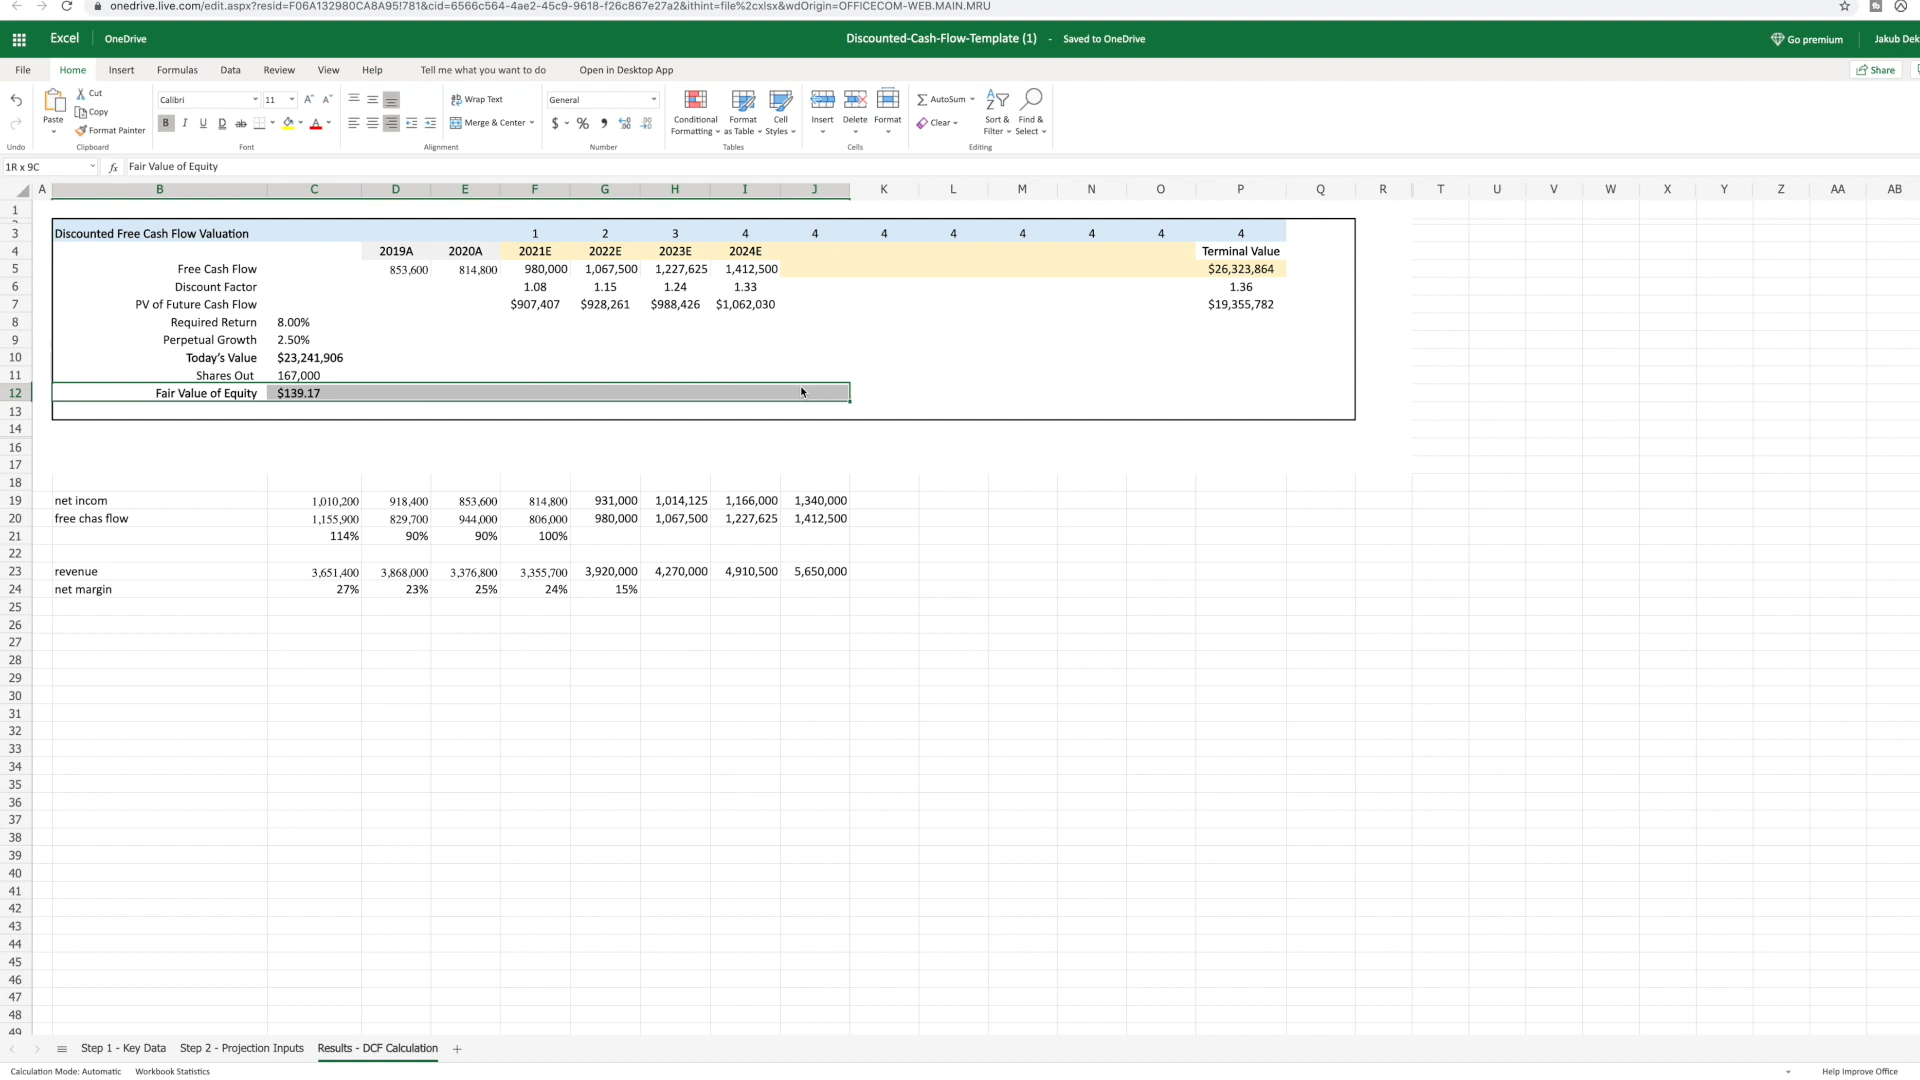 onedrive.live.com/edit.aspx?resid=F06A132980CA8A95!781&cid=6566c564-4ae2-45c9-9618-f26c867e27a2&ithint=file%2cxlsx&wdOrigin=OFFICECOM-WEB.MAIN.MRU
Excel OneDrive Discounted-Cash-Flow-Template (1) - Saved to OneDrive Go premium Jakub Dek
File Home Insert Formulas Data Review View Help Tell me what you want to do Open in Desktop App Share
Paste Cut Calibri 11 Wrap Text General Conditional Formatting Format as Table Cell Styles Insert Delete Format AutoSum Sort & Filter Find & Select
Copy
Format Painter B I U D ab A Merge & Center $ % Clear
Undo Clipboard Font Alignment Number Tables Cells Editing
1R x 9C fx Fair Value of Equity
A B C D E F G H I J K L M N O P Q R T U V W X Y Z AA AB
1
3 Discounted Free Cash Flow Valuation 1 2 3 4 4 4 4 4 4 4 4
4 2019A 2020A 2021E 2022E 2023E 2024E Terminal Value
5 Free Cash Flow 853,600 814,800 980,000 1,067,500 1,227,625 1,412,500 $26,323,864
6 Discount Factor 1.08 1.15 1.24 1.33 1.36
7 PV of Future Cash Flow $907,407 $928,261 $988,426 $1,062,030 $19,355,782
8 Required Return 8.00%
9 Perpetual Growth 2.50%
10 Today's Value $23,241,906
11 Shares Out 167,000
12 Fair Value of Equity $139.17
13
14
16
17
18
19 net incom 1,010,200 918,400 853,600 814,800 931,000 1,014,125 1,166,000 1,340,000
20 free chas flow 1,155,900 829,700 944,000 806,000 980,000 1,067,500 1,227,625 1,412,500
21 114% 90% 90% 100%
22
23 revenue 3,651,400 3,868,000 3,376,800 3,355,700 3,920,000 4,270,000 4,910,500 5,650,000
24 net margin 27% 23% 25% 24% 15%
25
26
27
28
29
30
31
32
33
34
35
36
37
38
39
40
41
42
43
44
45
46
47
48
49
Step 1 - Key Data Step 2 - Projection Inputs Results - DCF Calculation
Calculation Mode: Automatic Workbook Statistics Help Improve Office